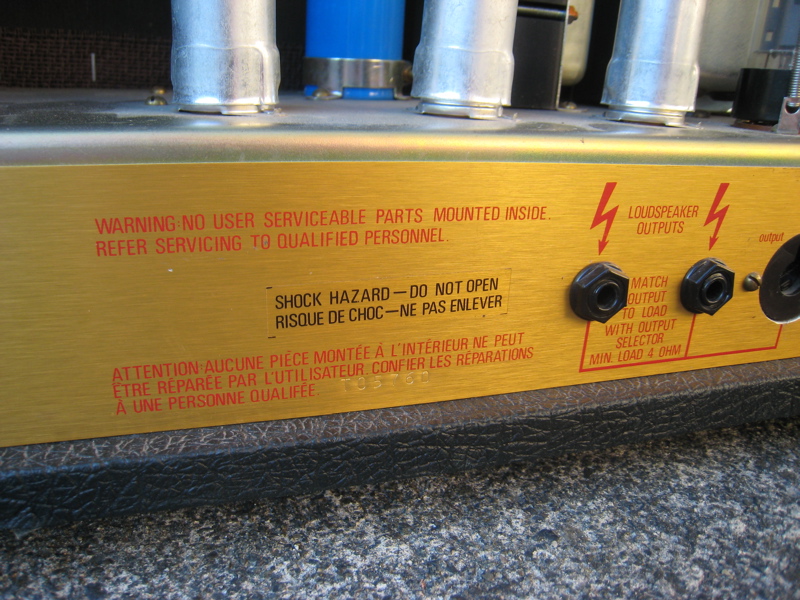 WARNING:NO USER SERVICEABLE PARTS MOUNTED INSIDE.
REFER SERVICING TO QUALIFIED PERSONNEL.
SHOCK HAZARD—DO NOT OPEN
RISQUE DE CHOC—NE PAS ENLEVER
ATTENTION:AUCUNE PIÈCE MONTÉE À L'INTÉRIEUR NE PEUT
ÊTRE RÉPARÉE PAR L'UTILISATEUR. CONFIER LES RÉPARATIONS
À UNE PERSONNE QUALIFÉE.
LOUDSPEAKER
OUTPUTS
MATCH
OUTPUT
TO LOAD
WITH OUTPUT
SELECTOR
MIN. LOAD 4 OHM
output